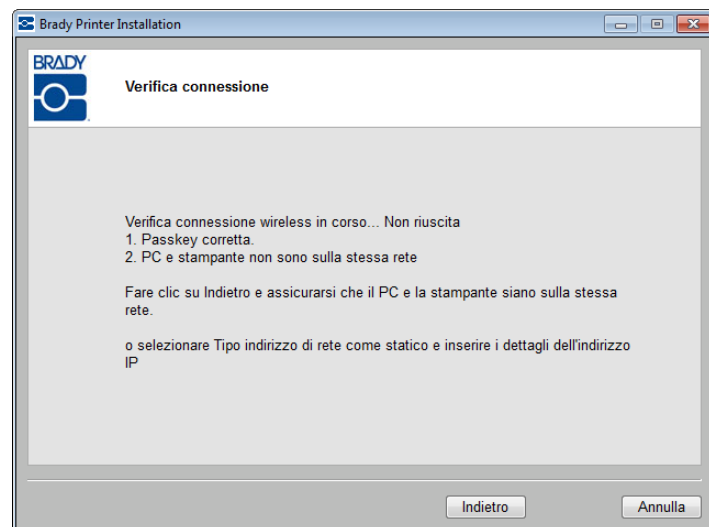 Brady Printer Installation
BRADY
Verifica connessione
Verifica connessione wireless in corso... Non riuscita
1. Passkey corretta.
2. PC e stampante non sono sulla stessa rete
Fare clic su Indietro e assicurarsi che il PC e la stampante siano sulla stessa
rete.
o selezionare Tipo indirizzo di rete come statico e inserire i dettagli dell'indirizzo
IP
Indietro
Annulla